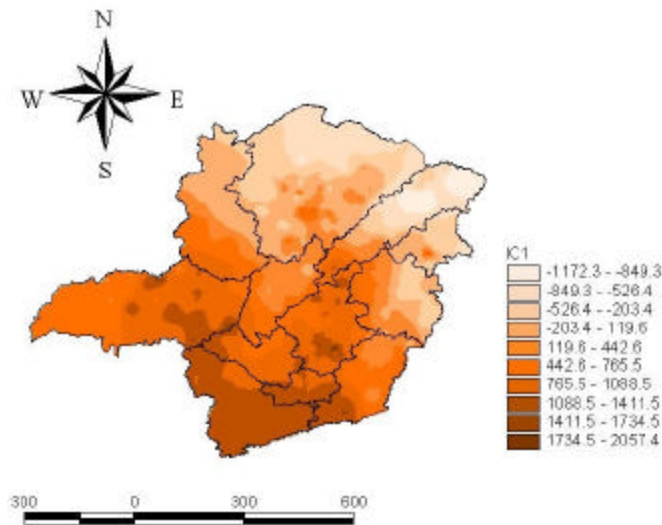 N
W E
S
IC1
-1172.3 - -849.3
-849.3 - -526.4
-526.4 - -203.4
-203.4 - 119.6
119.6 - 442.6
442.6 - 765.5
765.5 - 1088.5
1088.5 - 1411.5
1411.5 - 1734.5
1734.5 - 2057.4
300 0 300 600